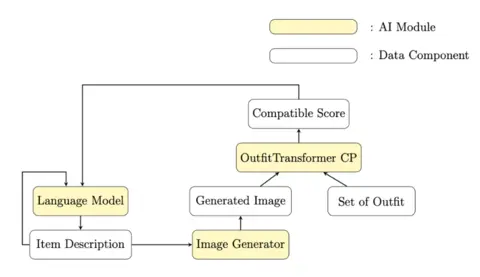 : AI Module
: Data Component
Compatible Score
OutfitTransformer CP
Language Model
Generated Image
Set of Outfit
Item Description
Image Generator